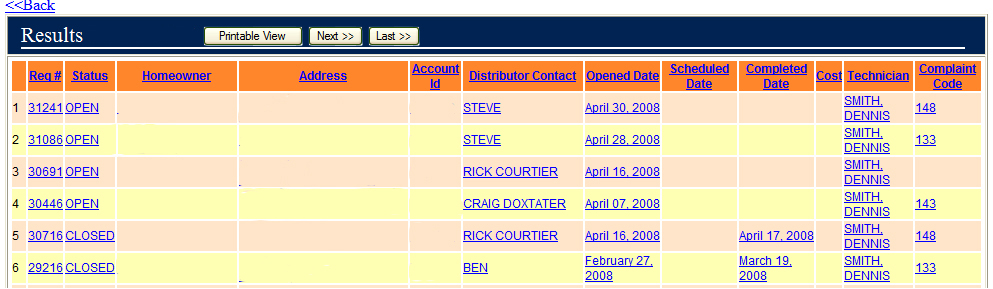 <<Back
Results Printable View Next >> Last >>
Req # Status Homeowner Address Account Id Distributor Contact Opened Date Scheduled Date Completed Date Cost Technician Complaint Code
1 31241 OPEN STEVE April 30, 2008 SMITH, DENNIS 148
2 31086 OPEN STEVE April 28, 2008 SMITH, DENNIS 133
3 30691 OPEN RICK COURTIER April 16, 2008 SMITH, DENNIS
4 30446 OPEN CRAIG DOXTATER April 07, 2008 SMITH, DENNIS 143
5 30716 CLOSED RICK COURTIER April 16, 2008 April 17, 2008 SMITH, DENNIS 148
6 29216 CLOSED BEN February 27, 2008 March 19, 2008 SMITH, DENNIS 133